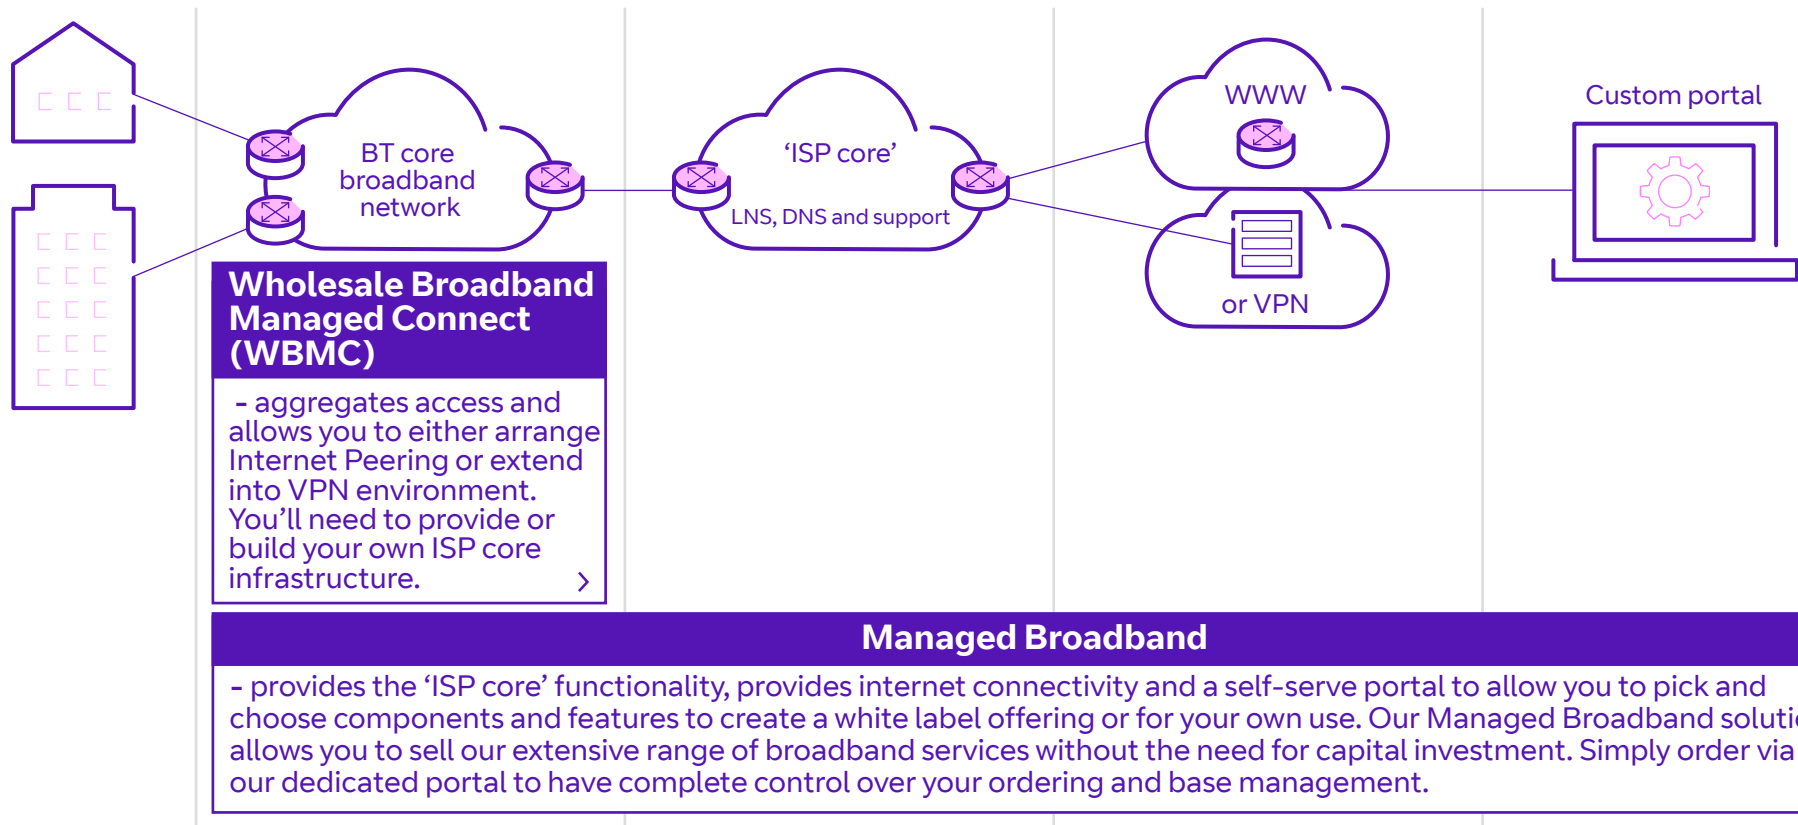 BT core
broadband
network
‘ISP core’
LNS, DNS and support
WWW
or VPN
Custom portal
Wholesale Broadband
Managed Connect
(WBMC)
- aggregates access and
allows you to either arrange
Internet Peering or extend
into VPN environment.
You’ll need to provide or
build your own ISP core
infrastructure.
Managed Broadband
- provides the ‘ISP core’ functionality, provides internet connectivity and a self-serve portal to allow you to pick and
choose components and features to create a white label offering or for your own use. Our Managed Broadband soluti
allows you to sell our extensive range of broadband services without the need for capital investment. Simply order via
our dedicated portal to have complete control over your ordering and base management.